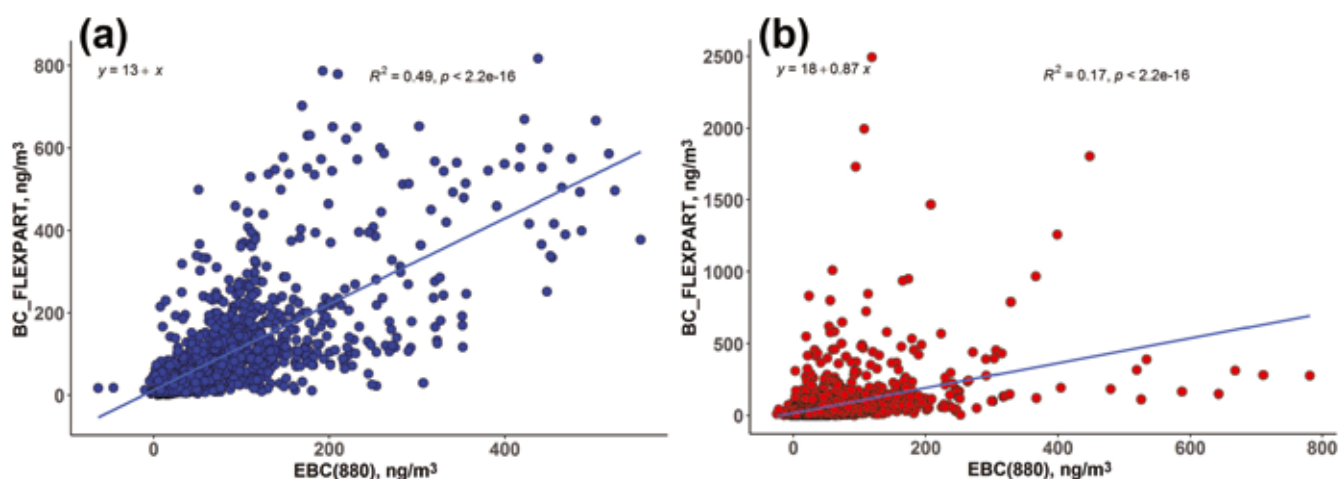 (a)
y = 13 + x
R² = 0.49, p < 2.2e-16
800
600
400
200
0
BC_FLEXPART, ng/m³
0 200 400
EBC(880), ng/m³
(b)
y = 18 + 0.87 x
R² = 0.17, p < 2.2e-16
2500
2000
1500
1000
500
0
BC_FLEXPART, ng/m³
0 200 400 600 800
EBC(880), ng/m³